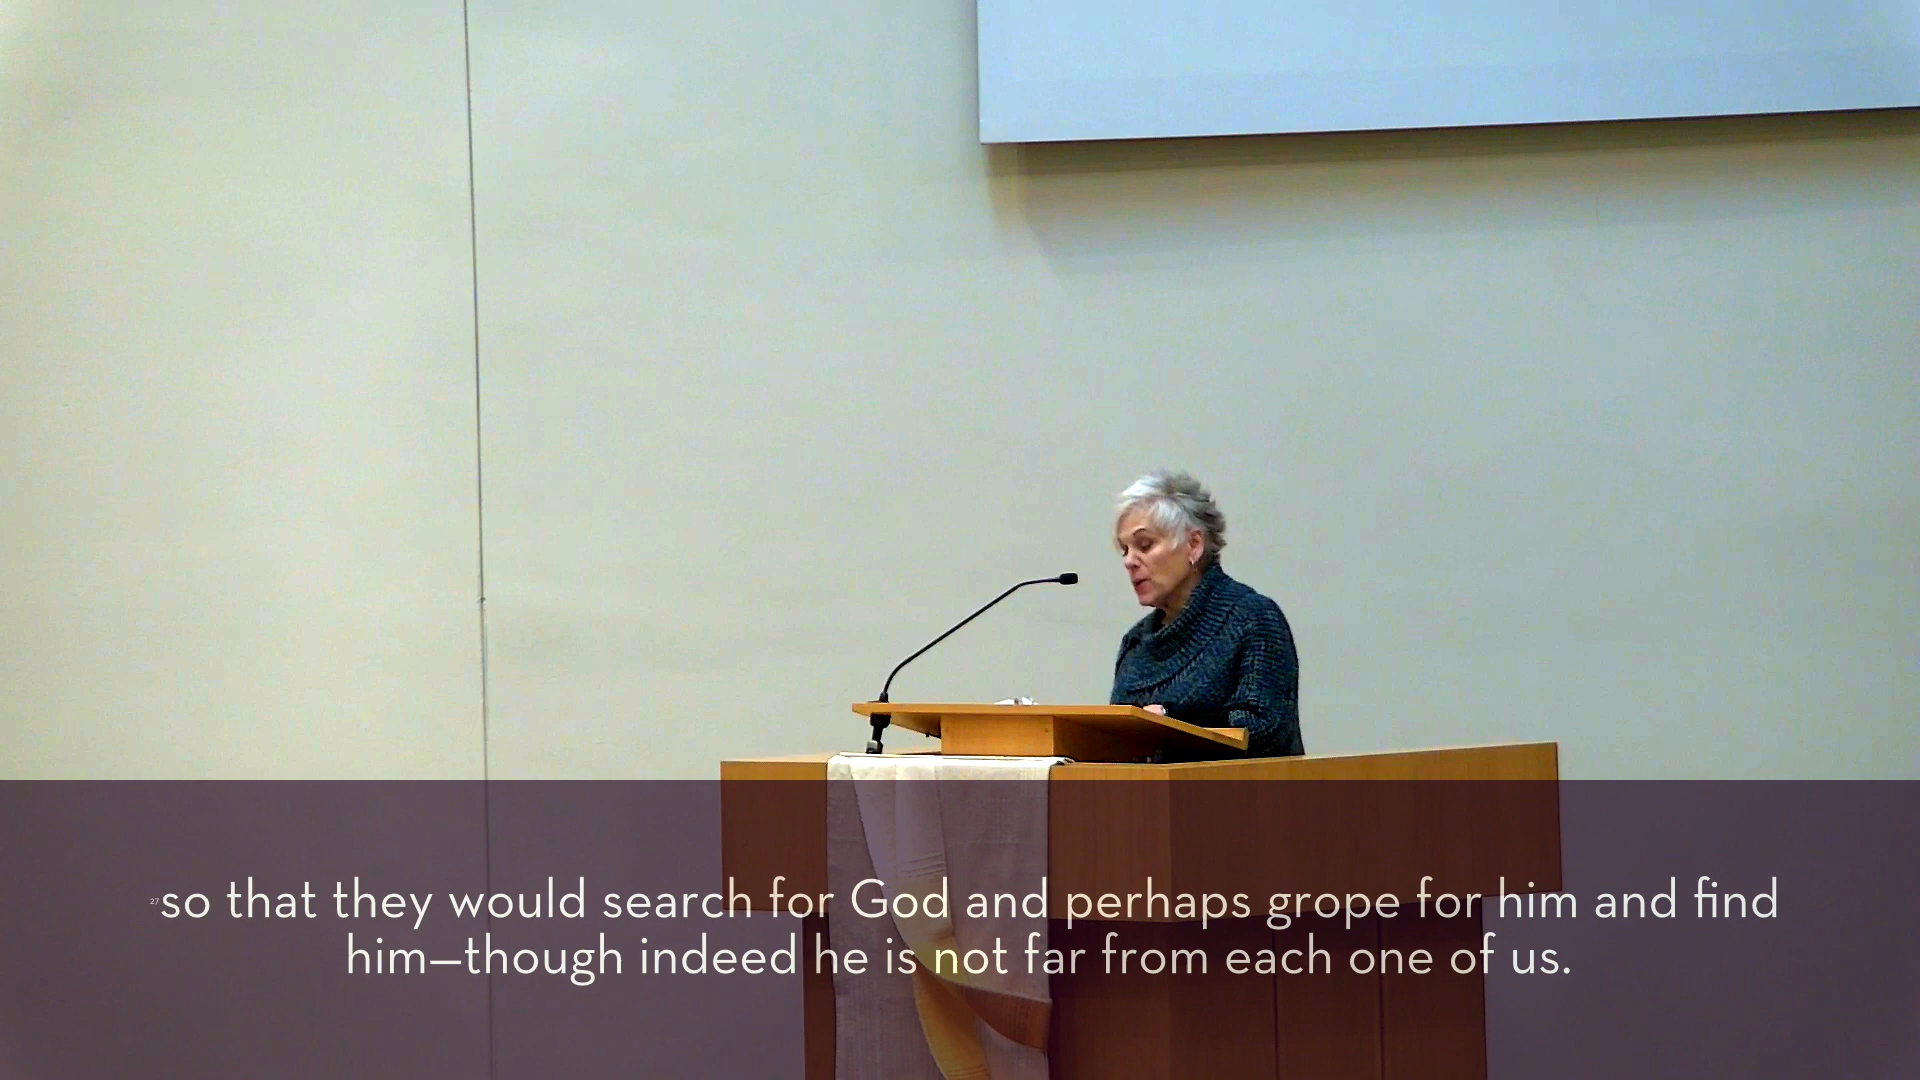 27so that they would search for God and perhaps grope for him and find
him—though indeed he is not far from each one of us.